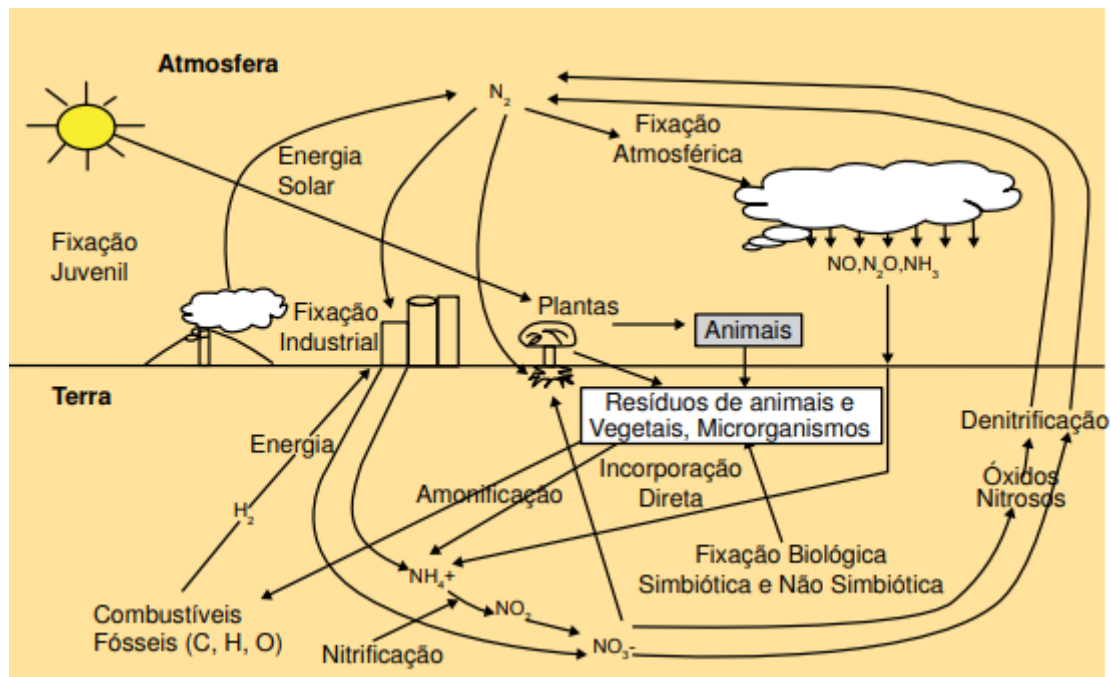 Atmosfera
N₂
Fixação
Atmosférica
Energia
Solar
Fixação
Juvenil
NO,N₂O,NH₃
Fixação
Industrial
Plantas
Animais
Terra
Resíduos de animais e
Vegetais, Microrganismos
Denitrificação
Energia
Incorporação
Direta
Amonificação
Óxidos
Nitrosos
H₂
Fixação Biológica
Simbiótica e Não Simbiótica
NH₄+
Combustíveis
Fósseis (C, H, O)
NO₂
Nitrificação
NO₃-